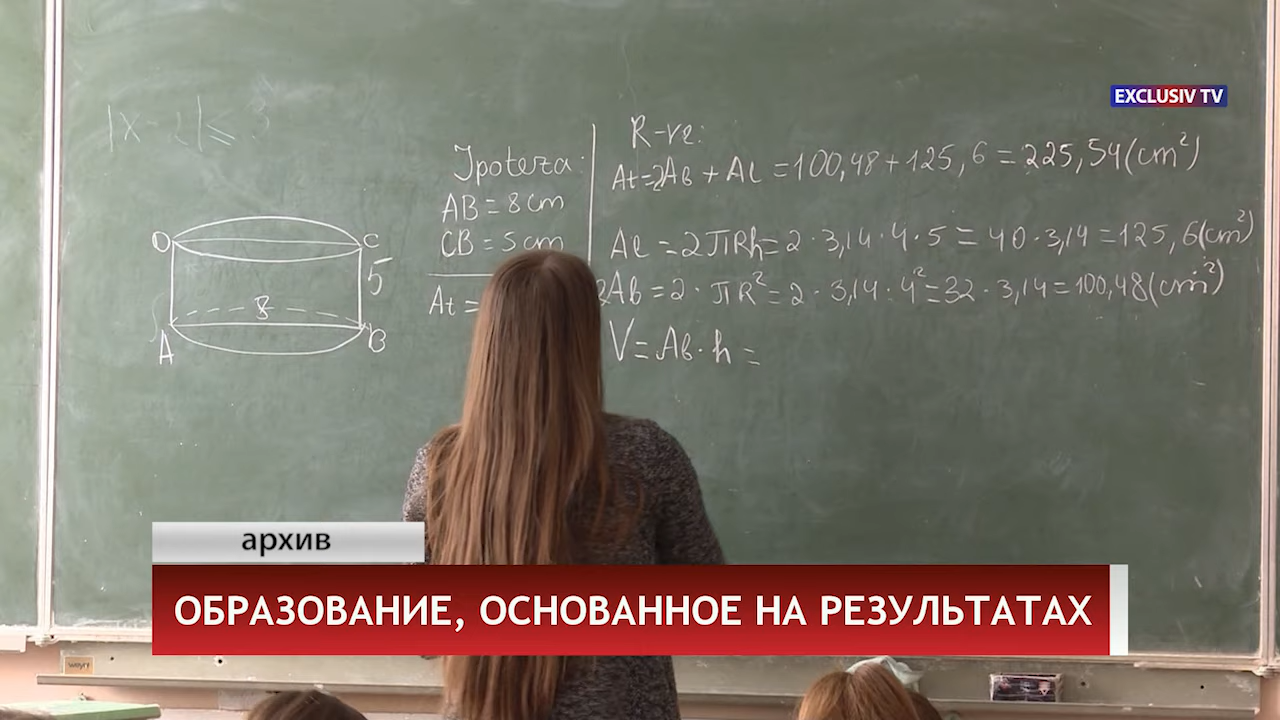 EXCLUSIV TV
|x - 2| ≤ 3
Ipoteza:
AB = 8 cm
CB = 5 cm
At =
R-re:
At = 2Ab + Al = 100,48 + 125,6 = 225,54 (cm²)
Al = 2πRh = 2 · 3,14 · 4 · 5 = 40 · 3,14 = 125,6 (cm²)
2Ab = 2 · πR² = 2 · 3,14 · 4² = 32 · 3,14 = 100,48 (cm²)
V = Ab · h =
D C
5
8
A B
архив
ОБРАЗОВАНИЕ, ОСНОВАННОЕ НА РЕЗУЛЬТАТАХ